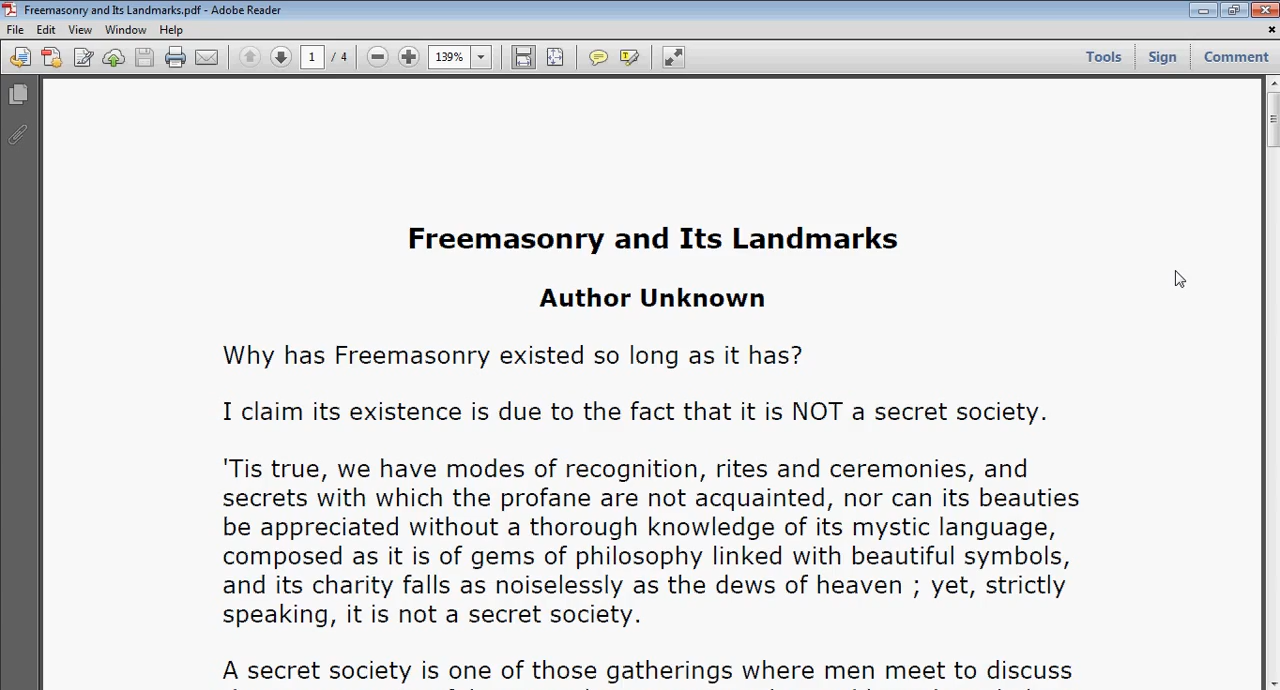 Freemasonry and Its Landmarks.pdf - Adobe Reader
File Edit View Window Help
1 / 4 139% Tools Sign Comment
Freemasonry and Its Landmarks
Author Unknown
Why has Freemasonry existed so long as it has?
I claim its existence is due to the fact that it is NOT a secret society.
'Tis true, we have modes of recognition, rites and ceremonies, and
secrets with which the profane are not acquainted, nor can its beauties
be appreciated without a thorough knowledge of its mystic language,
composed as it is of gems of philosophy linked with beautiful symbols,
and its charity falls as noiselessly as the dews of heaven ; yet, strictly
speaking, it is not a secret society.
A secret society is one of those gatherings where men meet to discuss